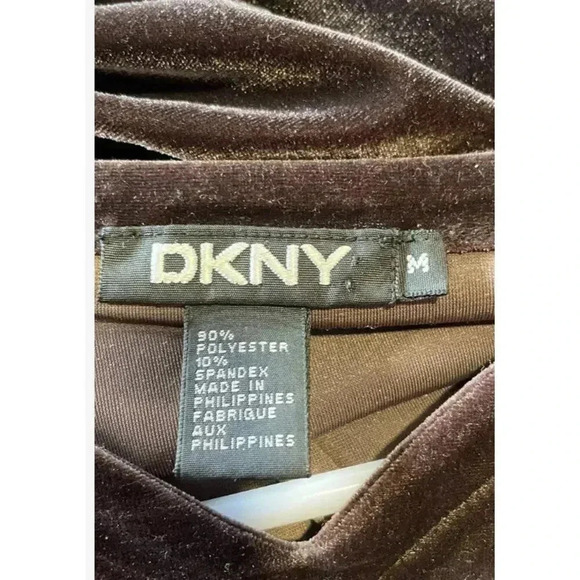 DKNY
M
90%
POLYESTER
10%
SPANDEX
MADE IN
PHILIPPINES
FABRIQUE
AUX
PHILIPPINES